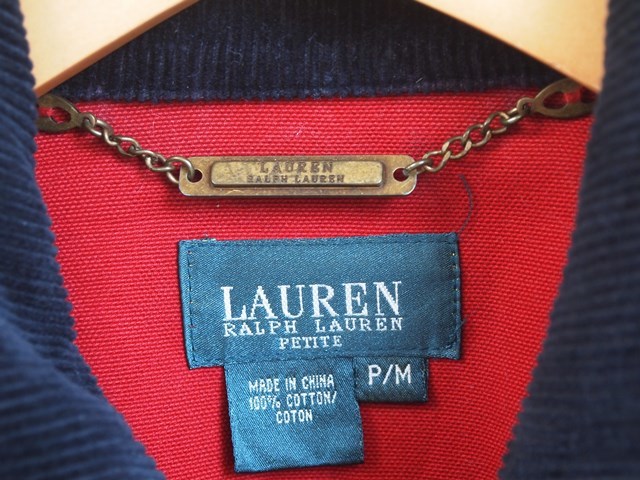 LAUREN
RALPH LAUREN
LAUREN
RALPH LAUREN
PETITE
P/M
MADE IN CHINA
100% COTTON/
COTON